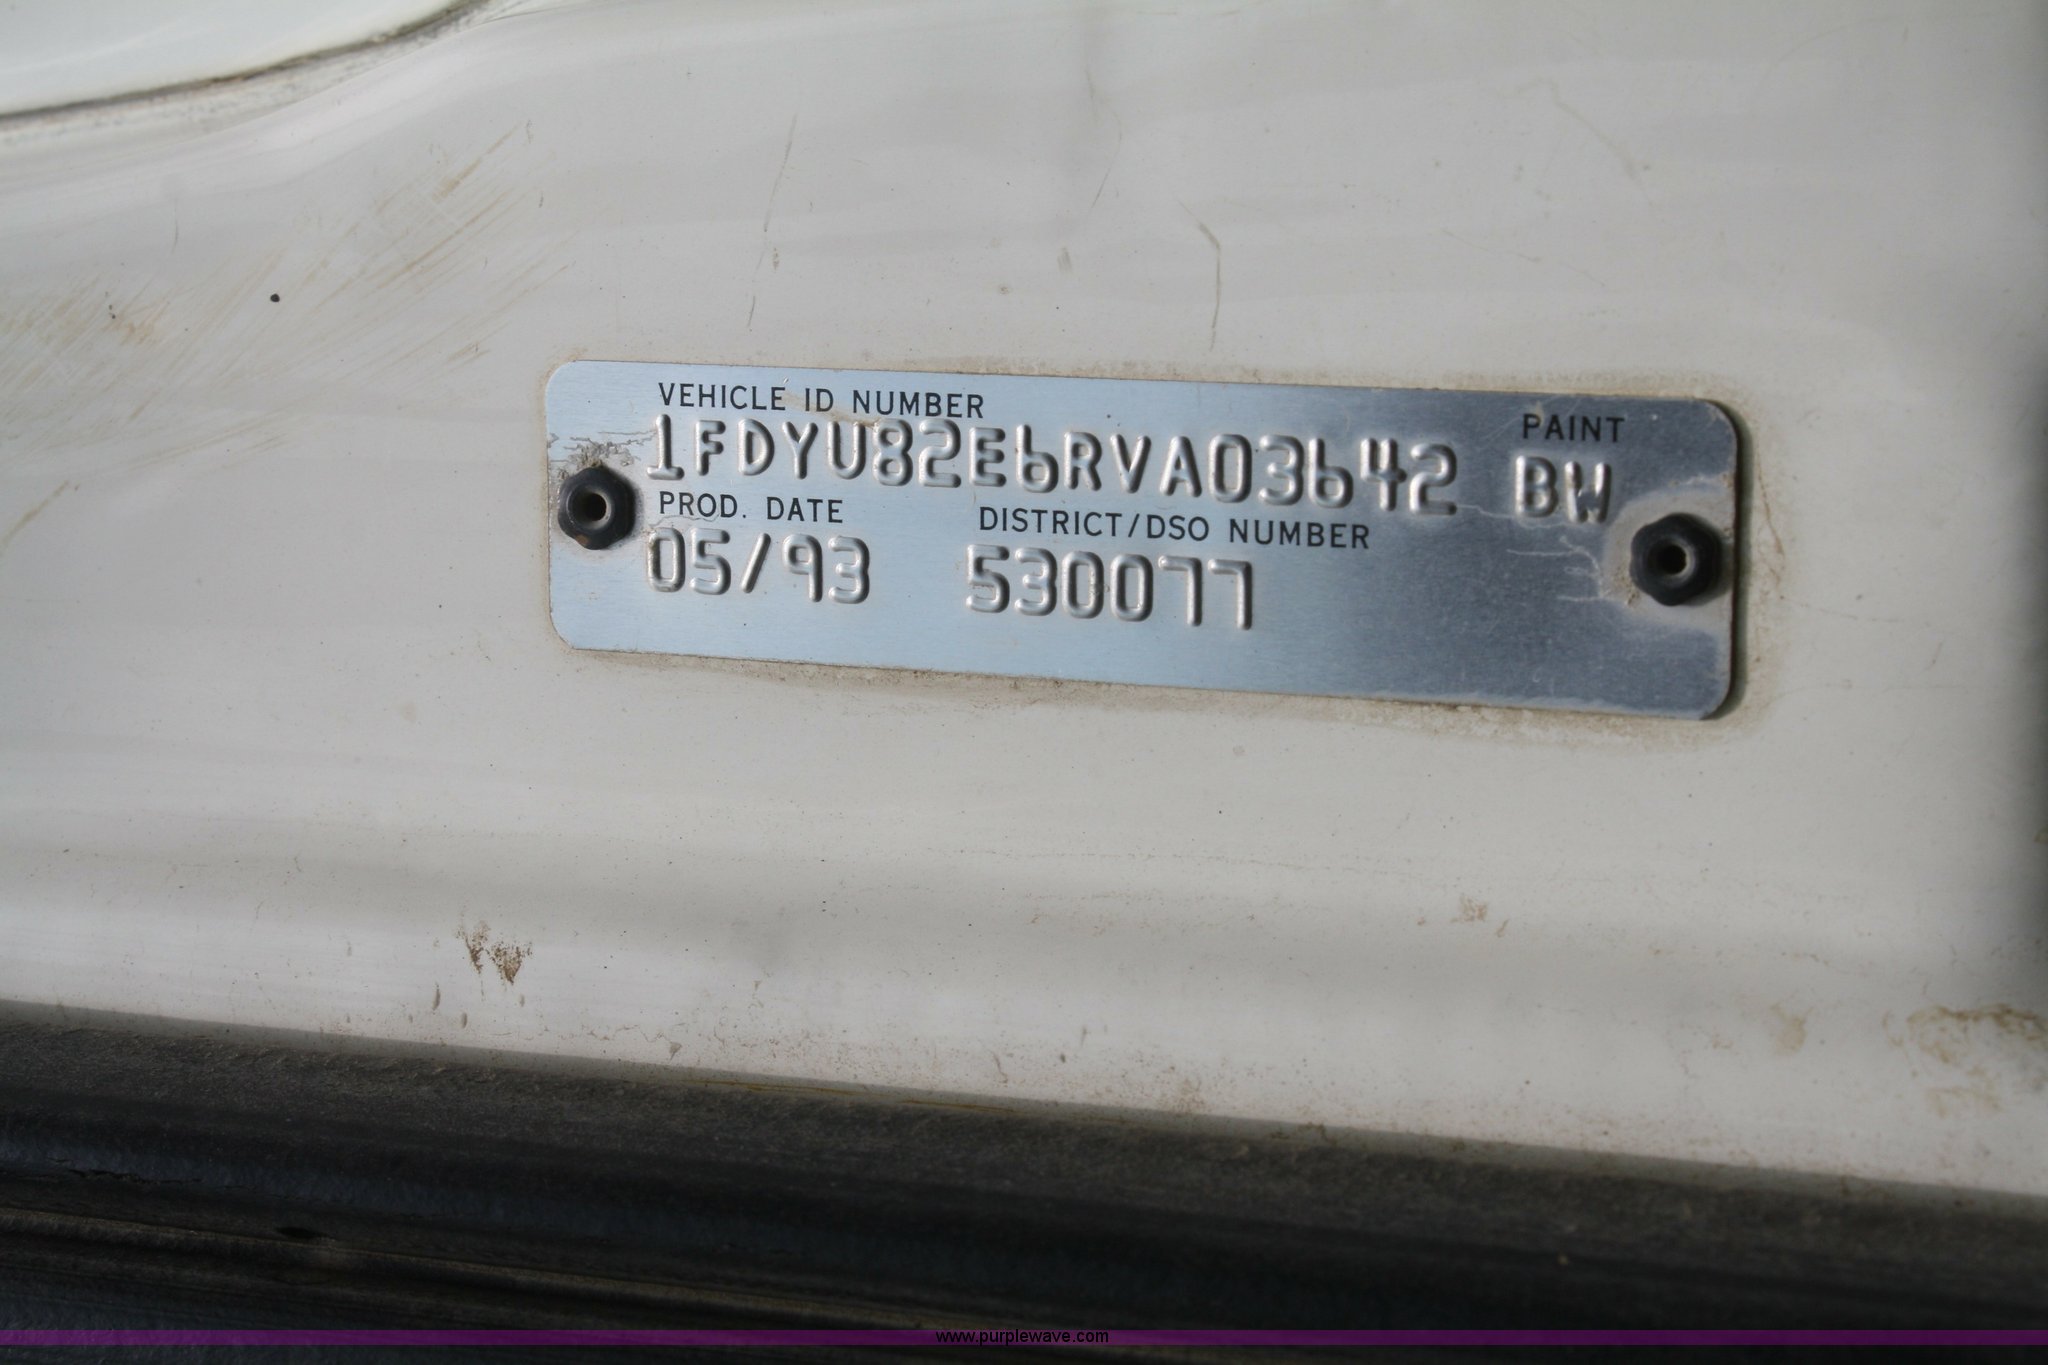 VEHICLE ID NUMBER
PAINT
1FDYU82E6RVA03642 BW
PROD. DATE
DISTRICT/DSO NUMBER
05/93 530077
www.purplewave.com